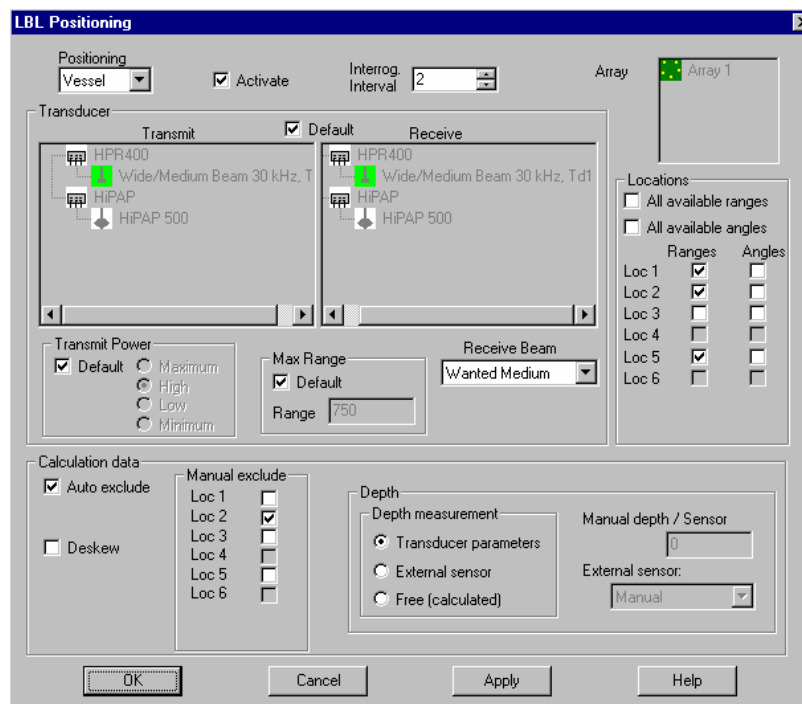 LBL Positioning
Positioning
Vessel
Activate
Interrog.
Interval
2
Array
Array 1
Transducer
Transmit
Default
Receive
HPR400
Wide/Medium Beam 30 kHz, T
HiPAP
HiPAP 500
HPR400
Wide/Medium Beam 30 kHz, Td1
HiPAP
HiPAP 500
Locations
All available ranges
All available angles
Ranges Angles
Loc 1
Loc 2
Loc 3
Loc 4
Loc 5
Loc 6
Transmit Power
Default
Maximum
High
Low
Minimum
Max Range
Default
Range 750
Receive Beam
Wanted Medium
Calculation data
Auto exclude
Deskew
Manual exclude
Loc 1
Loc 2
Loc 3
Loc 4
Loc 5
Loc 6
Depth
Depth measurement
Transducer parameters
External sensor
Free (calculated)
Manual depth / Sensor
0
External sensor:
Manual
OK
Cancel
Apply
Help